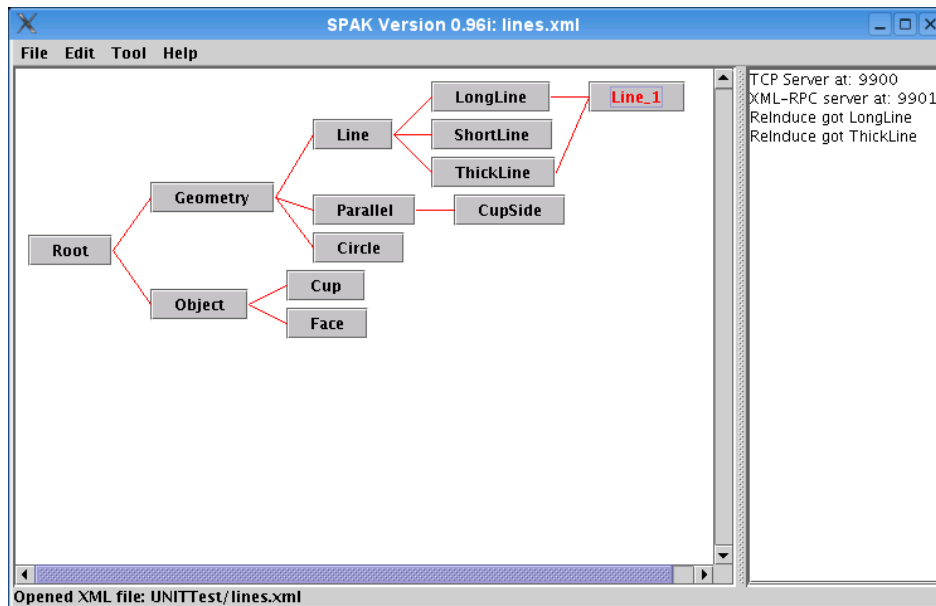 SPAK Version 0.96i: lines.xml
File Edit Tool Help
LongLine
Line_1
Line
ShortLine
ThickLine
Geometry
Parallel
CupSide
Root
Circle
Object
Cup
Face
TCP Server at: 9900
XML-RPC server at: 9901
ReInduce got LongLine
ReInduce got ThickLine
Opened XML file: UNITTest/lines.xml